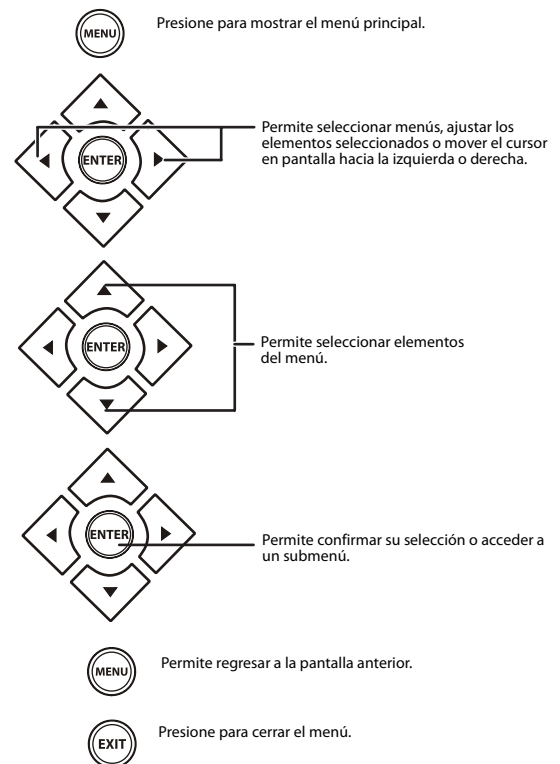 MENU
Presione para mostrar el menú principal.
ENTER
Permite seleccionar menús, ajustar los
elementos seleccionados o mover el cursor
en pantalla hacia la izquierda o derecha.
ENTER
Permite seleccionar elementos
del menú.
ENTER
Permite confirmar su selección o acceder a
un submenú.
MENU
Permite regresar a la pantalla anterior.
EXIT
Presione para cerrar el menú.